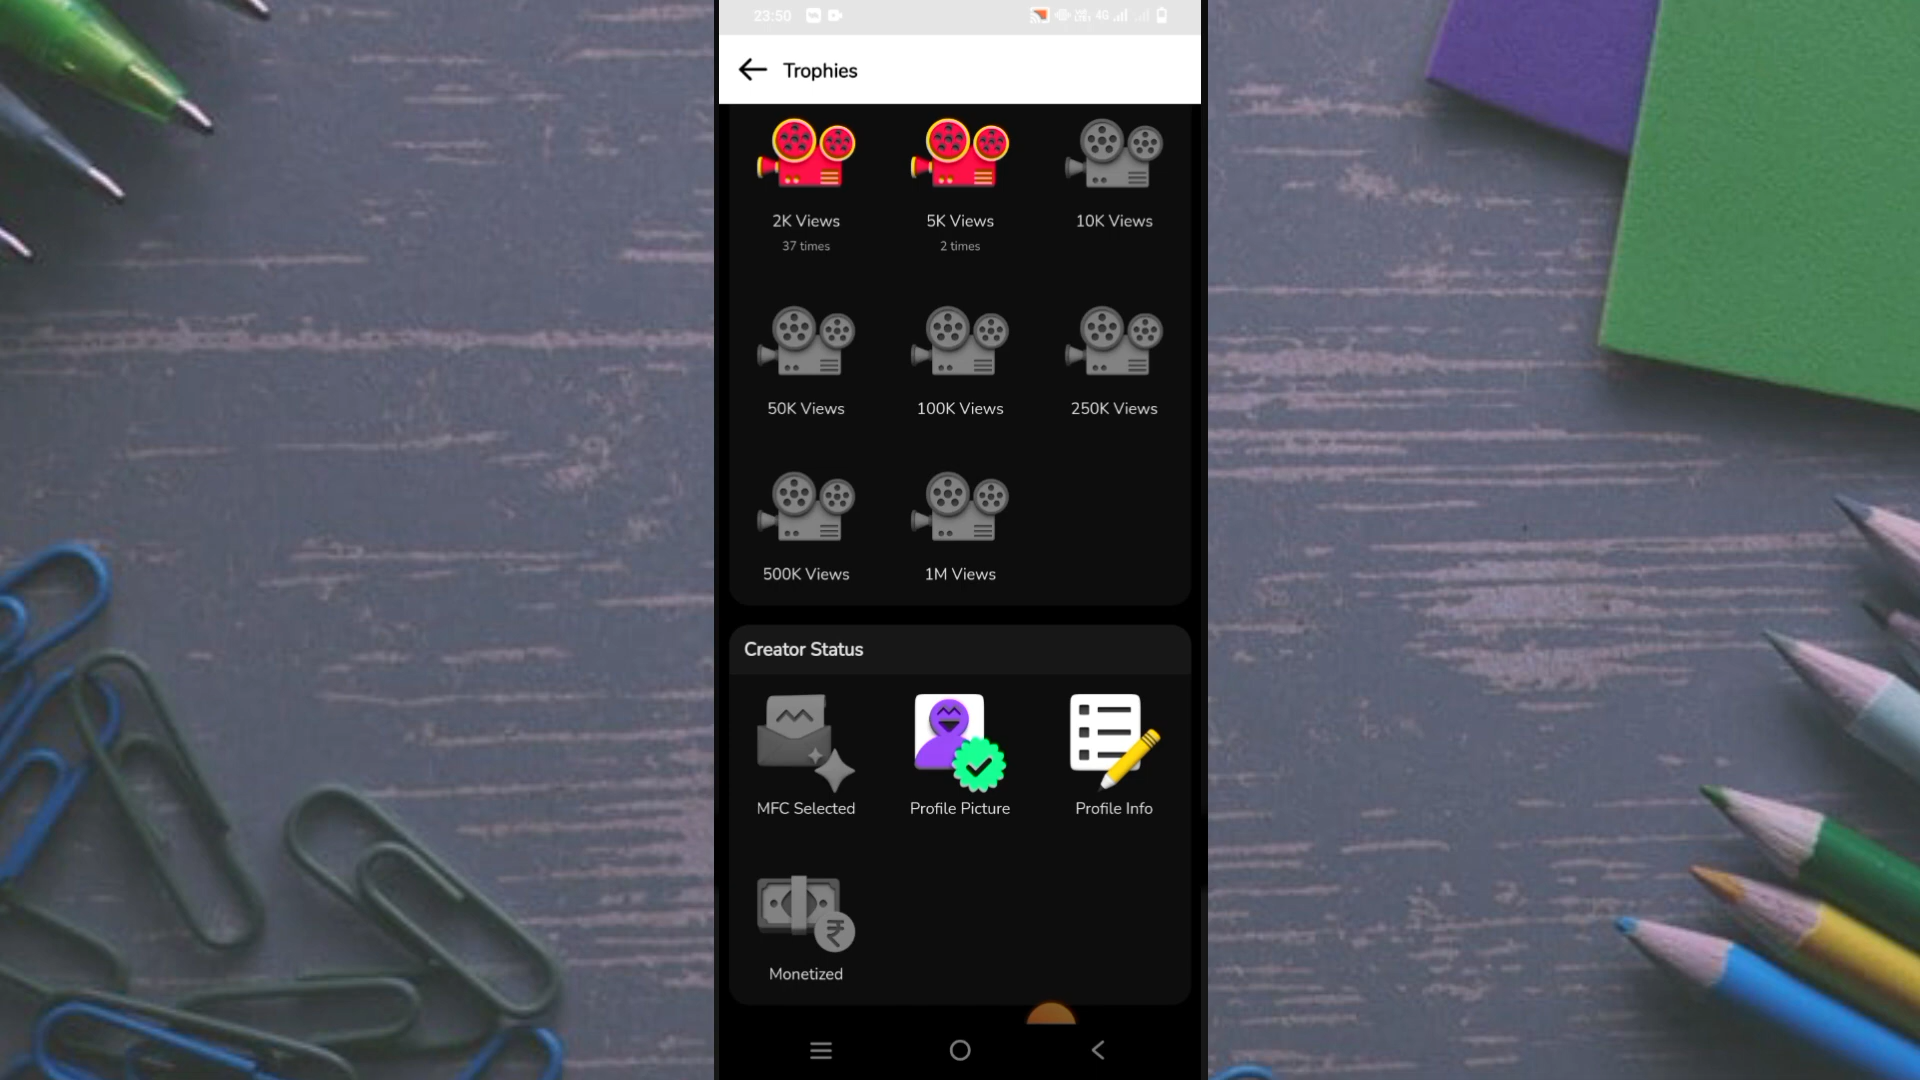 23:50
4G
Trophies
2K Views
5K Views
10K Views
37 times
2 times
50K Views
100K Views
250K Views
500K Views
1M Views
Creator Status
MFC Selected
Profile Picture
Profile Info
₹
Monetized